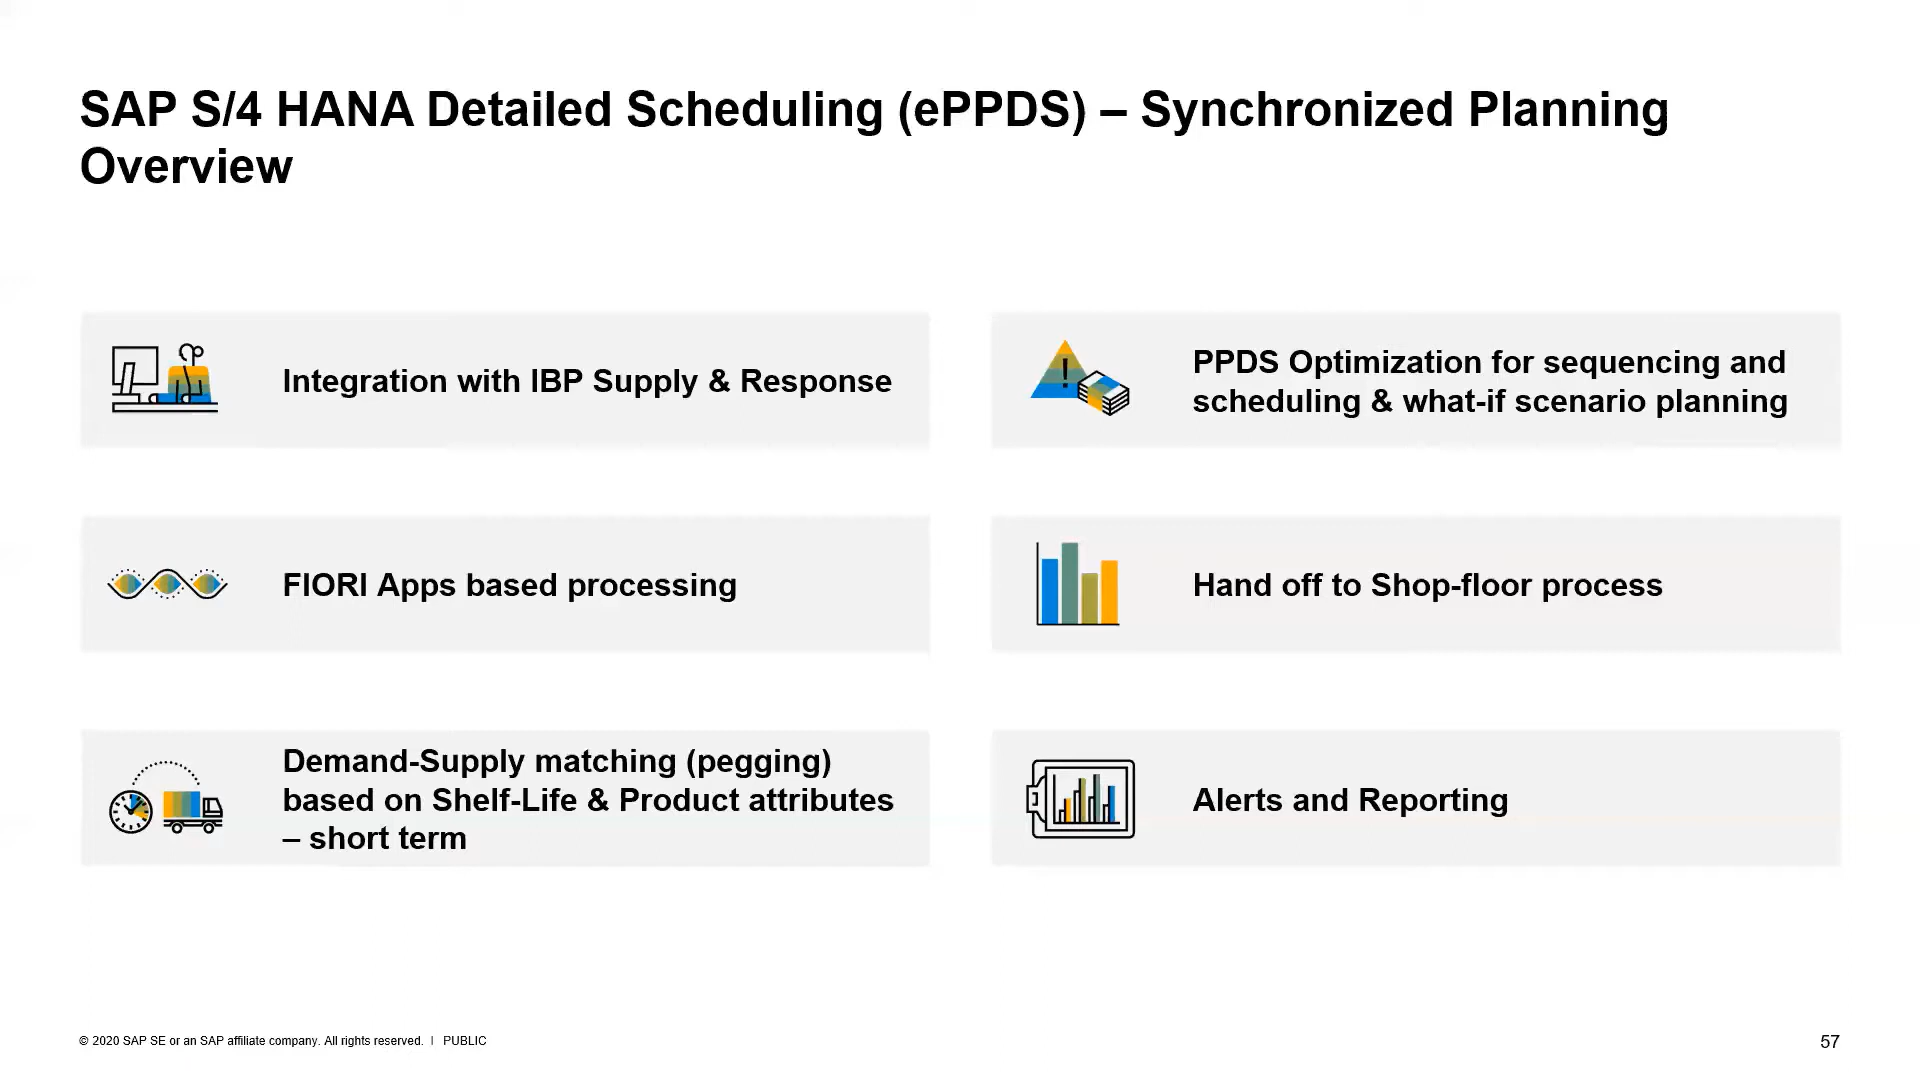 SAP S/4 HANA Detailed Scheduling (ePPDS) – Synchronized Planning
Overview
Integration with IBP Supply & Response
PPDS Optimization for sequencing and
scheduling & what-if scenario planning
FIORI Apps based processing
Hand off to Shop-floor process
Demand-Supply matching (pegging)
based on Shelf-Life & Product attributes
– short term
Alerts and Reporting
© 2020 SAP SE or an SAP affiliate company. All rights reserved. | PUBLIC
57